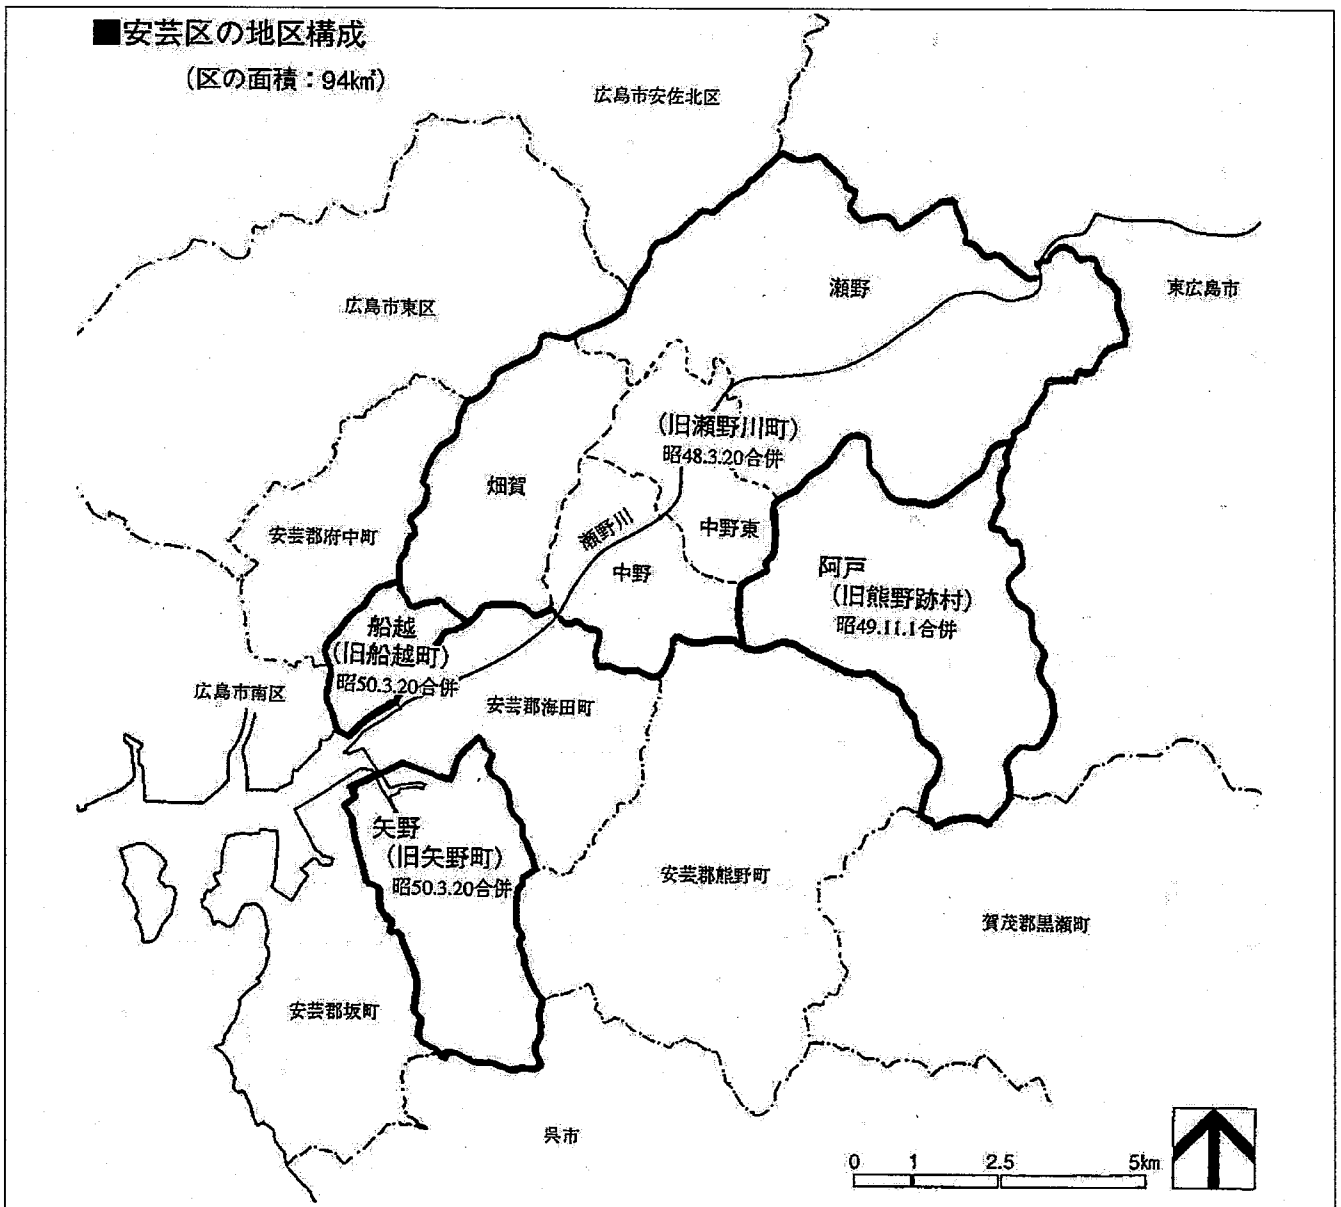 ■安芸区の地区構成
(区の面積：94㎢)
広島市安佐北区
瀬野
東広島市
広島市東区
(旧瀬野川町)
昭48.3.20合併
畑賀
瀬野川
中野東
安芸郡府中町
中野
阿戸
(旧熊野跡村)
昭49.11.1合併
船越
(旧船越町)
昭50.3.20合併
広島市南区
安芸郡海田町
矢野
(旧矢野町)
昭50.3.20合併
安芸郡熊野町
賀茂郡黒瀬町
安芸郡坂町
呉市
0 1 2.5 5km